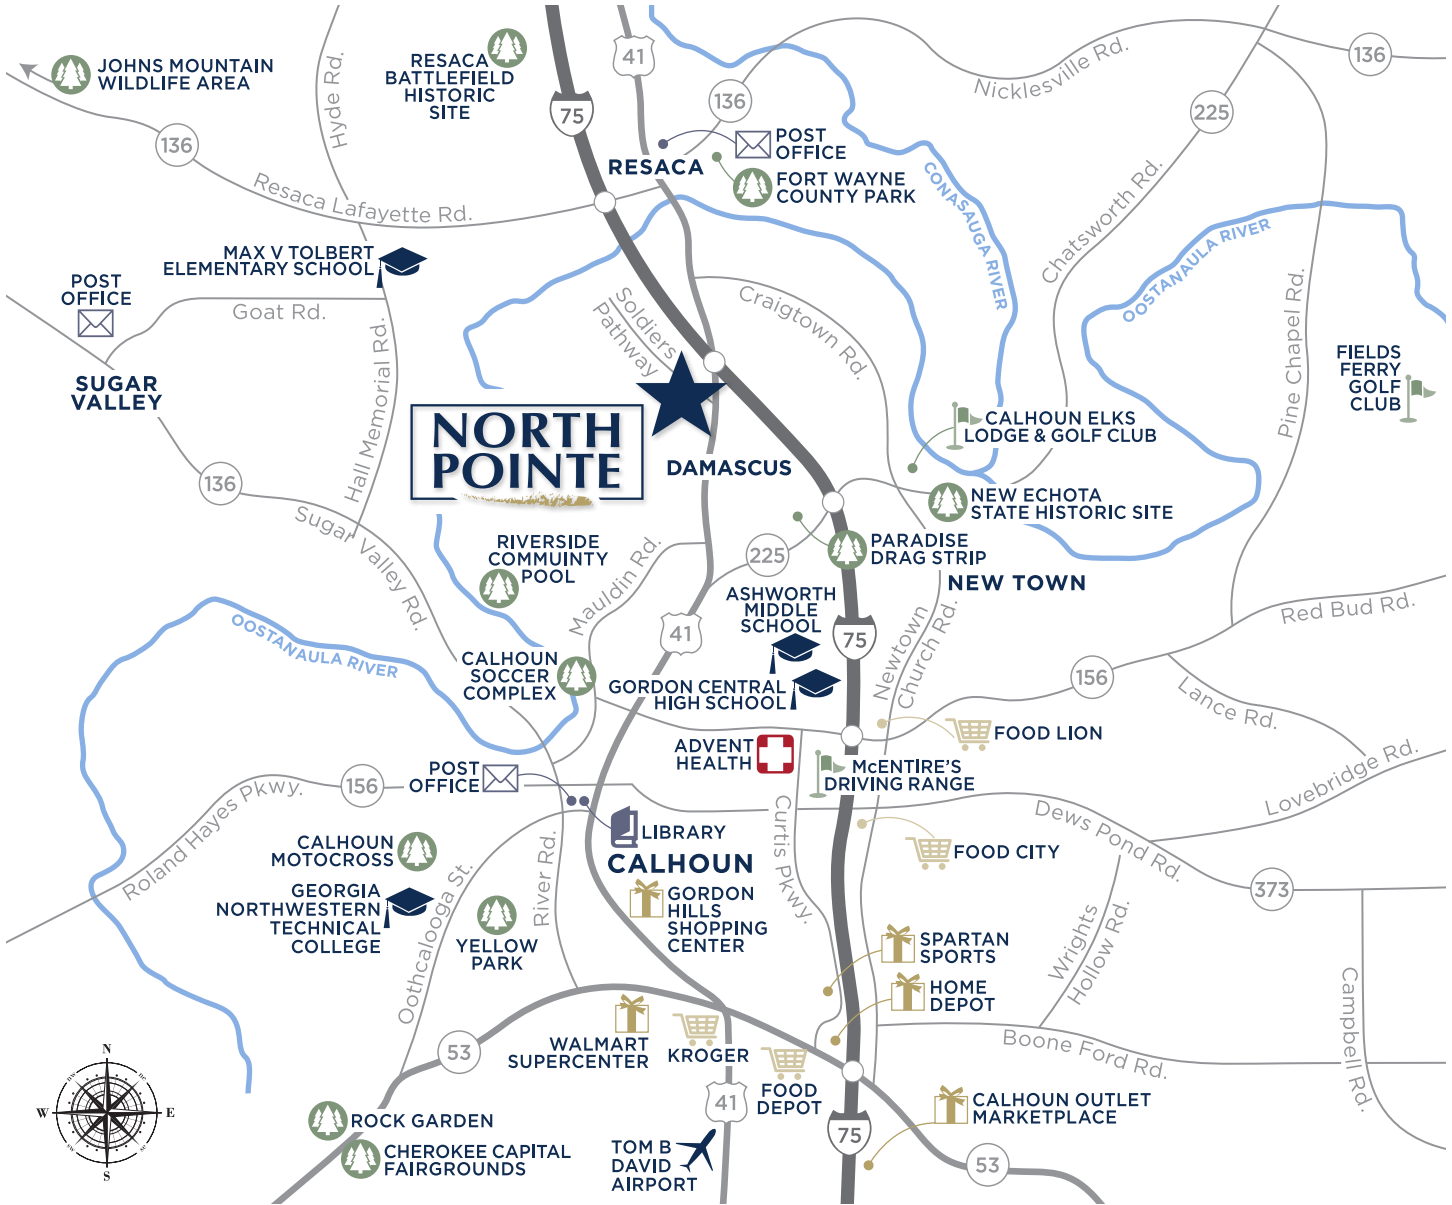 JOHNS MOUNTAIN
WILDLIFE AREA
136
Hyde Rd.
RESACA
BATTLEFIELD
HISTORIC
SITE
75
41
136
POST
OFFICE
RESACA
FORT WAYNE
COUNTY PARK
Nicklesville Rd.
136
225
Resaca Lafayette Rd.
MAX V TOLBERT
ELEMENTARY SCHOOL
CONASAUGA RIVER
Chatsworth Rd.
OOSTANAULA RIVER
POST
OFFICE
Goat Rd.
SUGAR
VALLEY
Hall Memorial Rd.
Soldiers
Pathway
Craigtown Rd.
Pine Chapel Rd.
FIELDS
FERRY
GOLF
CLUB
NORTH
POINTE
DAMASCUS
CALHOUN ELKS
LODGE & GOLF CLUB
136
Sugar Valley Rd.
NEW ECHOTA
STATE HISTORIC SITE
RIVERSIDE
COMMUINTY
POOL
Mauldin Rd.
225
PARADISE
DRAG STRIP
NEW TOWN
ASHWORTH
MIDDLE
SCHOOL
75
41
Newtown
Church Rd.
Red Bud Rd.
OOSTANAULA RIVER
CALHOUN
SOCCER
COMPLEX
GORDON CENTRAL
HIGH SCHOOL
156
Lance Rd.
FOOD LION
ADVENT
HEALTH
McENTIRE'S
DRIVING RANGE
Lovebridge Rd.
Roland Hayes Pkwy.
156
POST
OFFICE
LIBRARY
CALHOUN
Curtis Pkwy.
Dews Pond Rd.
FOOD CITY
CALHOUN
MOTOCROSS
River Rd.
Oothcalooga St.
GEORGIA
NORTHWESTERN
TECHNICAL
COLLEGE
YELLOW
PARK
GORDON
HILLS
SHOPPING
CENTER
373
Wrights
Hollow Rd.
SPARTAN
SPORTS
HOME
DEPOT
Campbell Rd.
53
WALMART
SUPERCENTER
KROGER
FOOD
DEPOT
Boone Ford Rd.
41
75
CALHOUN OUTLET
MARKETPLACE
53
ROCK GARDEN
CHEROKEE CAPITAL
FAIRGROUNDS
TOM B
DAVID
AIRPORT
N
NW
NE
W
E
SW
SE
S